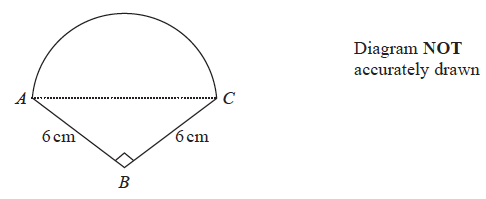 Diagram NOT
accurately drawn
A
C
6 cm
6 cm
B